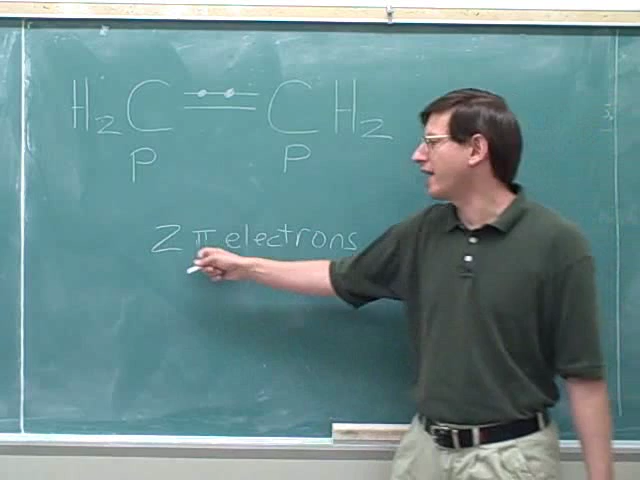 H₂C=CH₂
P P
2 π electrons